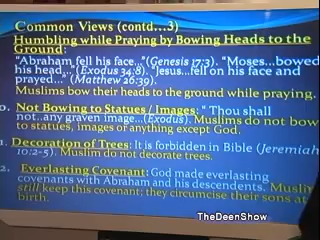 Common Views (contd...3)
Humbling while Praying by Bowing Heads to the
Ground:
"Abraham fell his face..."(Genesis 17:3). "Moses...bowed
his head..."(Exodus 34:8). "Jesus...fell on his face and
prayed..." (Matthew 26:39).
Muslims bow their heads to the ground while praying.
0. Not Bowing to Statues / Images: " Thou shall
not..any graven image...(Exodus). Muslims do not bow
to statues, images of anything except God.
1. Decoration of Trees: It is forbidden in Bible (Jeremiah
10:2-5). Muslim do not decorate trees.
2. Everlasting Covenant: God made everlasting
covenants with Abraham and his descendents. Muslim
still keep this covenant; they circumcise their sons at
birth.
TheDeenShow